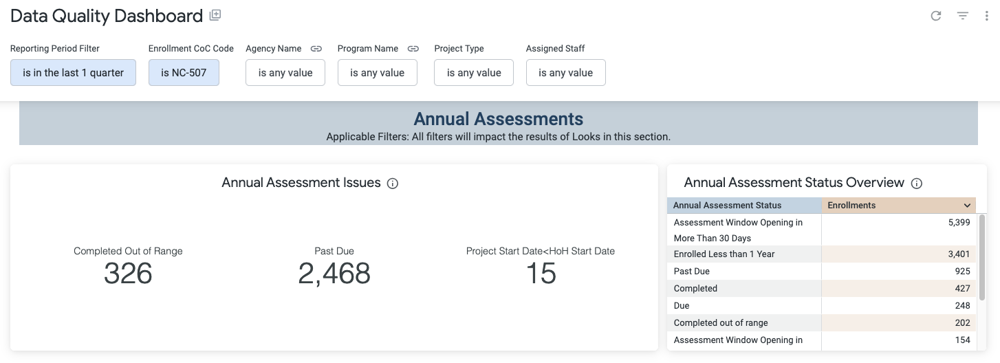 Data Quality Dashboard
Reporting Period Filter
is in the last 1 quarter
Enrollment CoC Code
is NC-507
Agency Name
is any value
Program Name
is any value
Project Type
is any value
Assigned Staff
is any value
Annual Assessments
Applicable Filters: All filters will impact the results of Looks in this section.
Annual Assessment Issues
Completed Out of Range
326
Past Due
2,468
Project Start Date<HoH Start Date
15
Annual Assessment Status Overview
Annual Assessment Status Enrollments
Assessment Window Opening in 5,399
More Than 30 Days
Enrolled Less than 1 Year 3,401
Past Due 925
Completed 427
Due 248
Completed out of range 202
Assessment Window Opening in 154